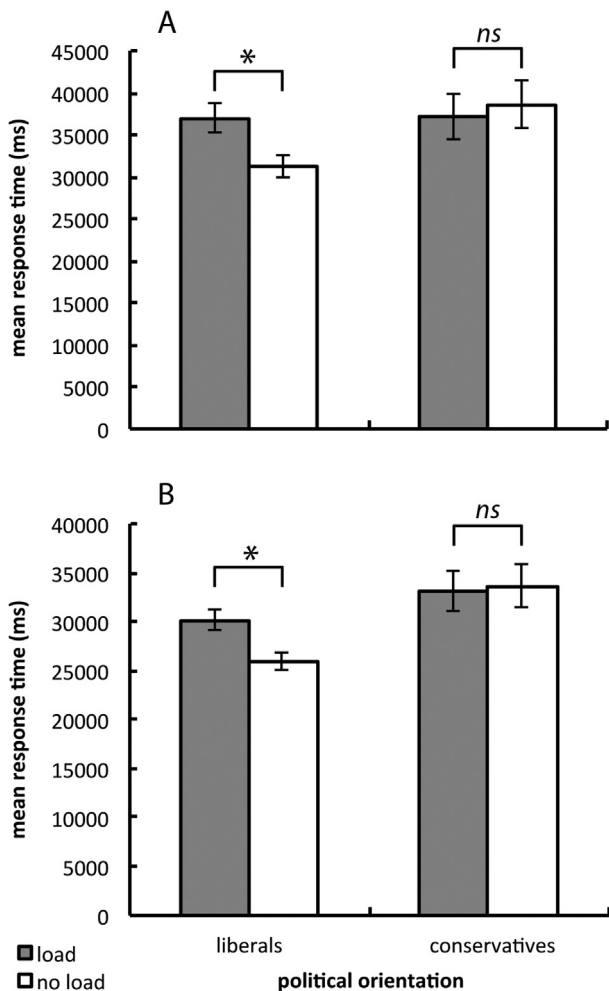 A
mean response time (ms)
45000
40000
35000
30000
25000
20000
15000
10000
5000
0
*
ns
B
mean response time (ms)
40000
35000
30000
25000
20000
15000
10000
5000
0
*
ns
liberals
conservatives
load
no load
political orientation